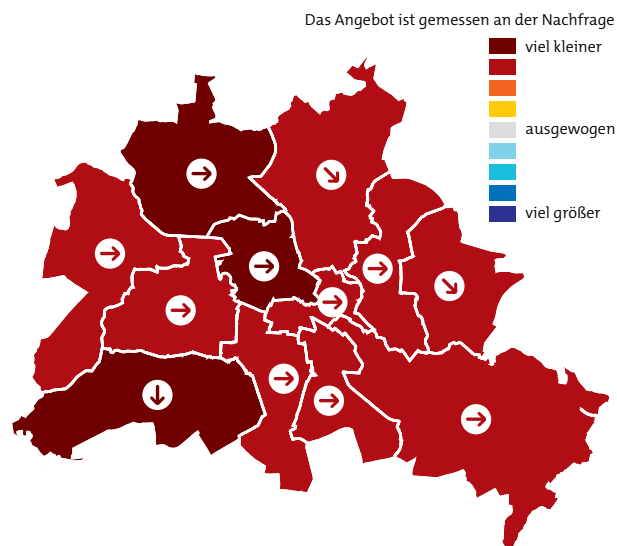 Das Angebot ist gemessen an der Nachfrage
viel kleiner
ausgewogen
viel größer